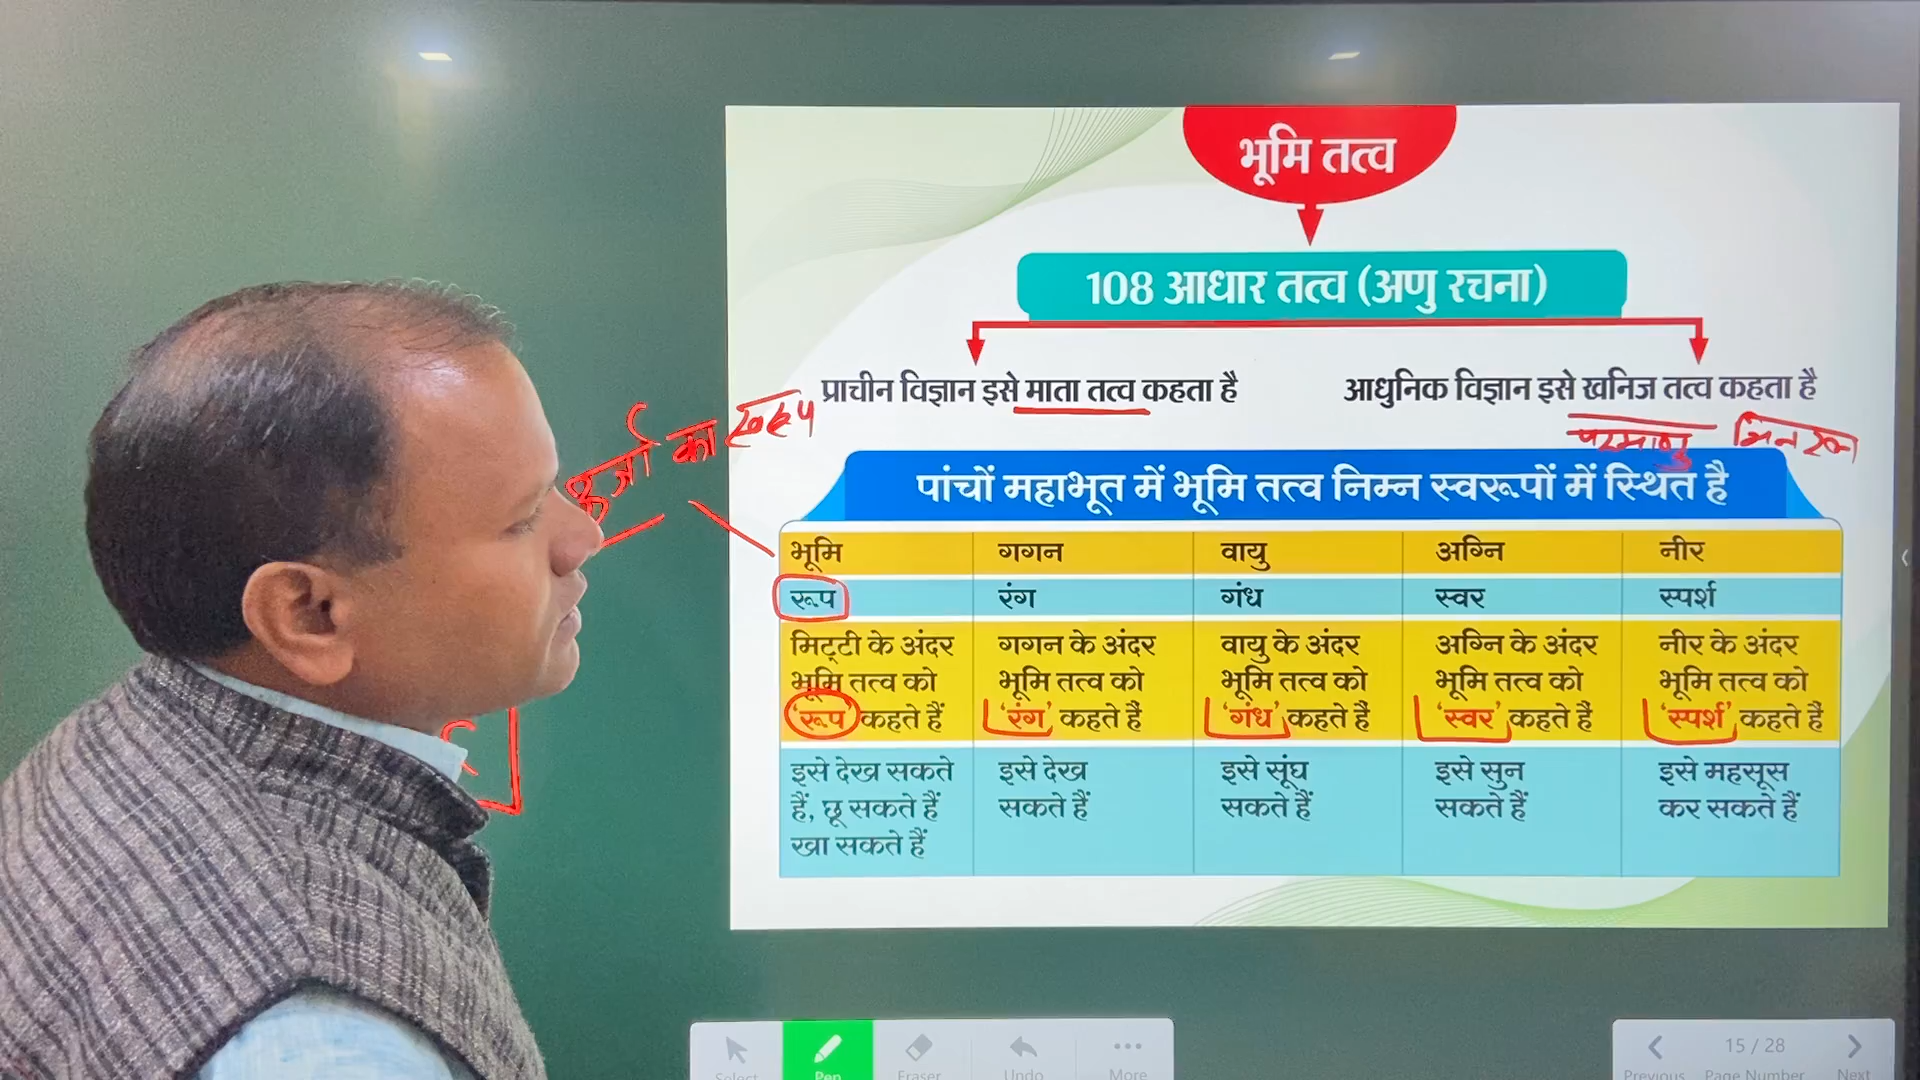 भूमि तत्व
108 आधार तत्व (अणु रचना)
प्राचीन विज्ञान इसे माता तत्व कहता है
आधुनिक विज्ञान इसे खनिज तत्व कहता है
ऊर्जा का स्वरूप
परमाणु
पांचों महाभूत में भूमि तत्व निम्न स्वरूपों में स्थित है
भूमि गगन वायु अग्नि नीर
रूप रंग गंध स्वर स्पर्श
मिट्टी के अंदर गगन के अंदर वायु के अंदर अग्नि के अंदर नीर के अंदर
भूमि तत्व को भूमि तत्व को भूमि तत्व को भूमि तत्व को भूमि तत्व को
'रूप' कहते हैं 'रंग' कहते हैं 'गंध' कहते हैं 'स्वर' कहते हैं 'स्पर्श' कहते हैं
इसे देख सकते इसे देख इसे सूंघ इसे सुन इसे महसूस
हैं, छू सकते हैं सकते हैं सकते हैं सकते हैं कर सकते हैं
खा सकते हैं
15 / 28
Select Pen Eraser Undo More Previous Page Number Next